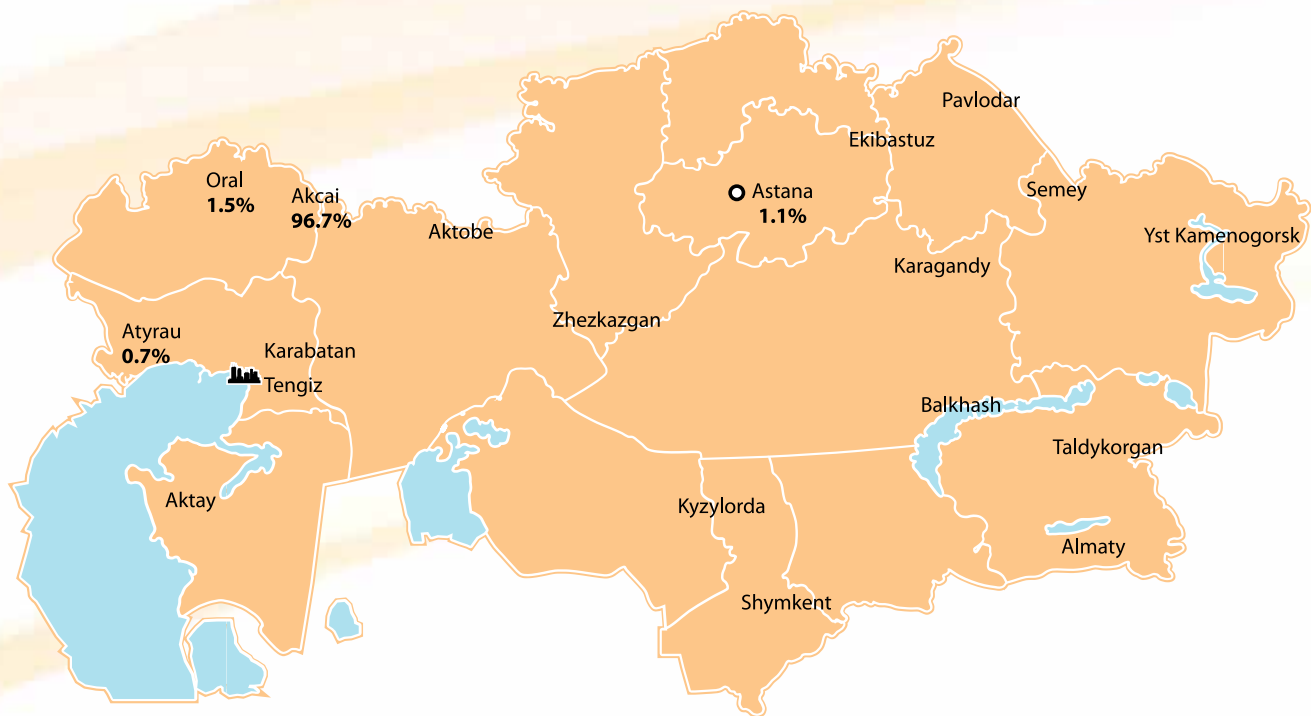 Pavlodar
Ekibastuz
Oral
1.5%
Akcai
96.7%
Astana
1.1%
Semey
Aktobe
Yst Kamenogorsk
Karagandy
Zhezkazgan
Atyrau
0.7%
Karabatan
Tengiz
Balkhash
Taldykorgan
Aktay
Kyzylorda
Almaty
Shymkent